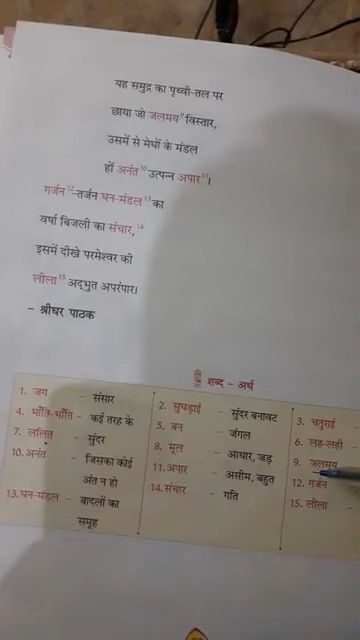 यह समुद्र का पृथ्वी-तल पर
छाया जो जलमय⁹ विस्तार,
उसमें से मेघों के मंडल
हों अनंत¹⁰ उत्पन्न अपार¹¹।
गर्जन¹²-तर्जन घन-मंडल¹³ का
वर्षा बिजली का संचार,¹⁴
इसमें दीखे परमेश्वर की
लीला¹⁵ अद्भुत अपरंपार।
– श्रीधर पाठक
शब्द – अर्थ
1. जग – संसार
2. सुघड़ाई – सुंदर बनावट
3. चतुराई –
4. भाँति-भाँति – कई तरह के
5. बन – जंगल
6. लह-लही
7. ललित – सुंदर
8. मूल – आधार, जड़
9. जलमय
10. अनंत – जिसका कोई
अंत न हो
11. अपार – असीम, बहुत
12. गर्जन
13. घन-मंडल – बादलों का
समूह
14. संचार – गति
15. लीला –